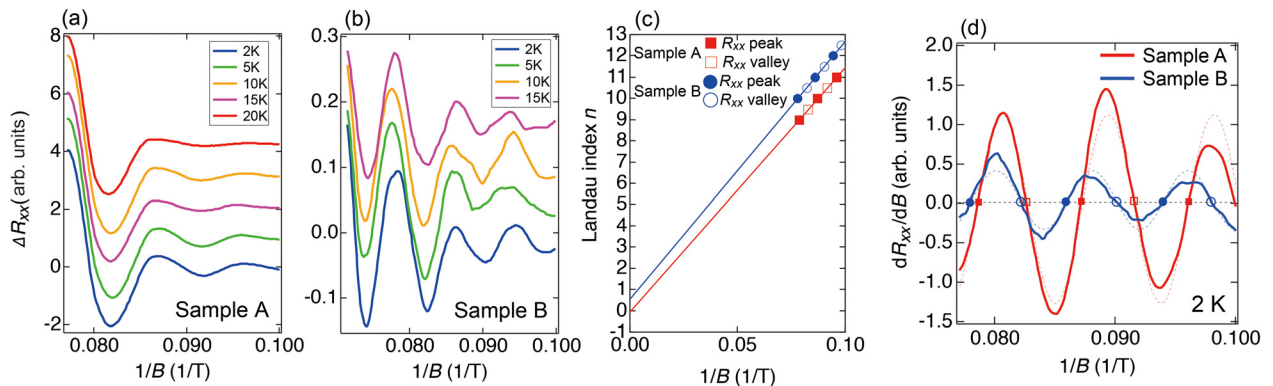 (a)
8
6
4
2
0
-2
ΔRxx( arb. units)
2K
5K
10K
15K
20K
Sample A
0.080
0.090
0.100
1/B (1/T)
(b)
0.3
0.2
0.1
0.0
-0.1
2K
5K
10K
15K
Sample B
0.080
0.090
0.100
1/B (1/T)
(c)
13
12
11
10
9
8
7
6
5
4
3
2
1
0
-1
Landau index n
Sample A
Rxx peak
Rxx valley
Sample B
Rxx peak
Rxx valley
0.00
0.05
0.10
1/B (1/T)
(d)
2.0
1.5
1.0
0.5
0.0
-0.5
-1.0
-1.5
dRxx/dB (arb. units)
Sample A
Sample B
2 K
0.080
0.090
0.100
1/B (1/T)